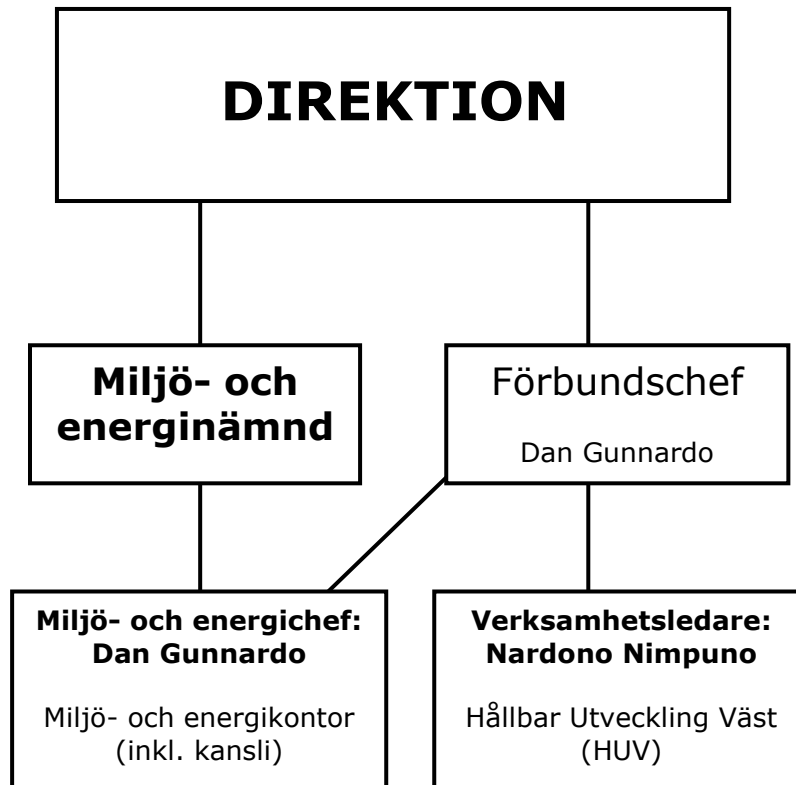 DIREKTION
Miljö- och
energinämnd
Förbundschef
Dan Gunnardo
Miljö- och energichef:
Dan Gunnardo
Miljö- och energikontor
(inkl. kansli)
Verksamhetsledare:
Nardono Nimpuno
Hållbar Utveckling Väst
(HUV)